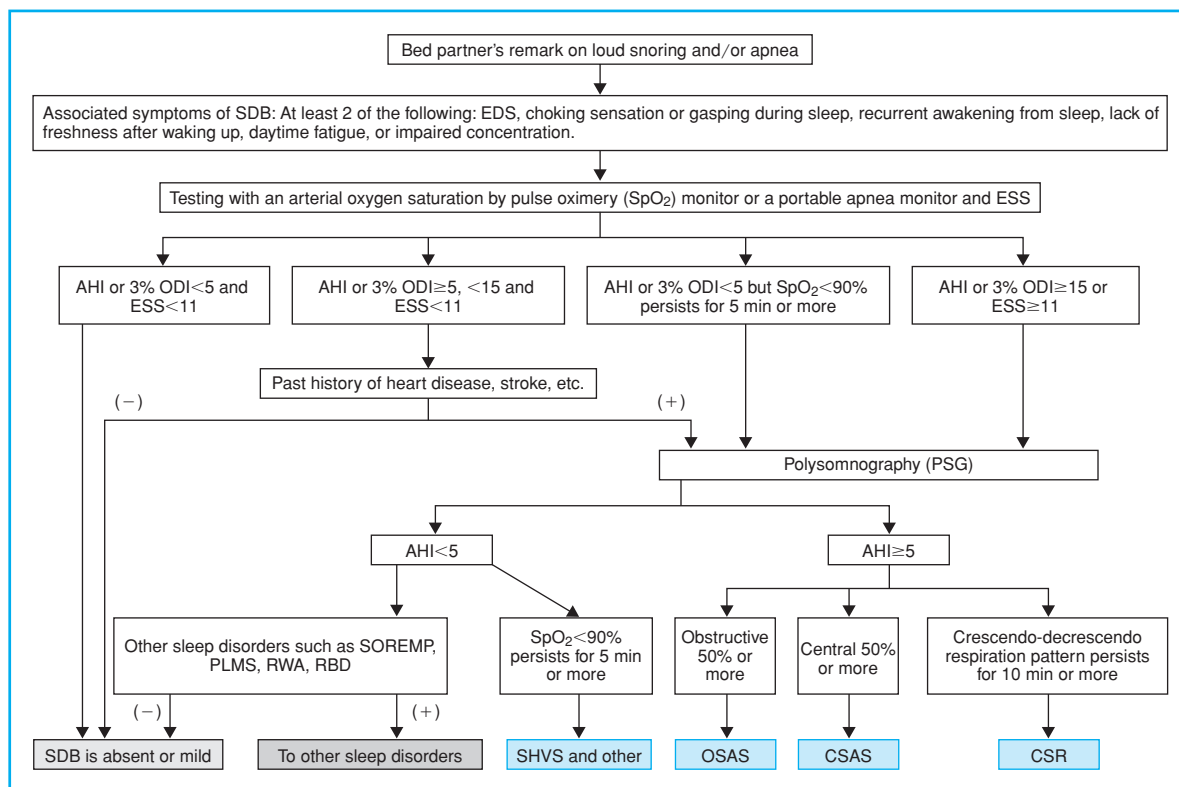 Bed partner's remark on loud snoring and/or apnea
Associated symptoms of SDB: At least 2 of the following: EDS, choking sensation or gasping during sleep, recurrent awakening from sleep, lack of
freshness after waking up, daytime fatigue, or impaired concentration.
Testing with an arterial oxygen saturation by pulse oximery (SpO₂) monitor or a portable apnea monitor and ESS
AHI or 3% ODI<5 and
ESS<11
AHI or 3% ODI≥5, <15 and
ESS<11
AHI or 3% ODI<5 but SpO₂<90%
persists for 5 min or more
AHI or 3% ODI≥15 or
ESS≥11
Past history of heart disease, stroke, etc.
(−)
(+)
Polysomnography (PSG)
AHI<5
AHI≥5
Other sleep disorders such as SOREMP,
PLMS, RWA, RBD
SpO₂<90%
persists for 5 min
or more
Obstructive
50% or
more
Central 50%
or more
Crescendo-decrescendo
respiration pattern persists
for 10 min or more
(−)
(+)
SDB is absent or mild
To other sleep disorders
SHVS and other
OSAS
CSAS
CSR